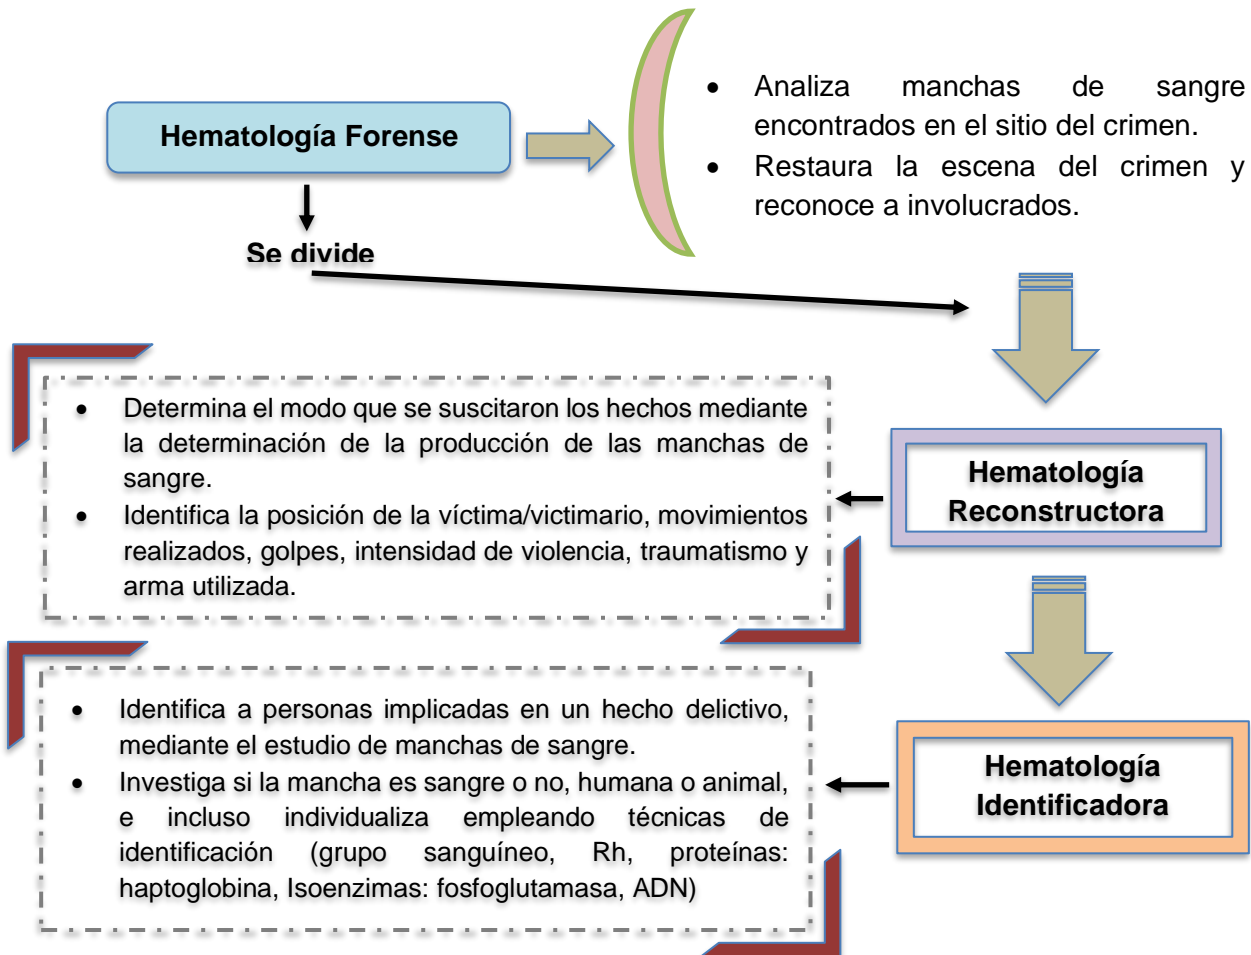 Hematología Forense
• Analiza manchas de sangre
encontrados en el sitio del crimen.
• Restaura la escena del crimen y
reconoce a involucrados.
Se divide
• Determina el modo que se suscitaron los hechos mediante
la determinación de la producción de las manchas de
sangre.
• Identifica la posición de la víctima/victimario, movimientos
realizados, golpes, intensidad de violencia, traumatismo y
arma utilizada.
Hematología
Reconstructora
• Identifica a personas implicadas en un hecho delictivo,
mediante el estudio de manchas de sangre.
• Investiga si la mancha es sangre o no, humana o animal,
e incluso individualiza empleando técnicas de
identificación (grupo sanguíneo, Rh, proteínas:
haptoglobina, Isoenzimas: fosfoglutamasa, ADN)
Hematología
Identificadora